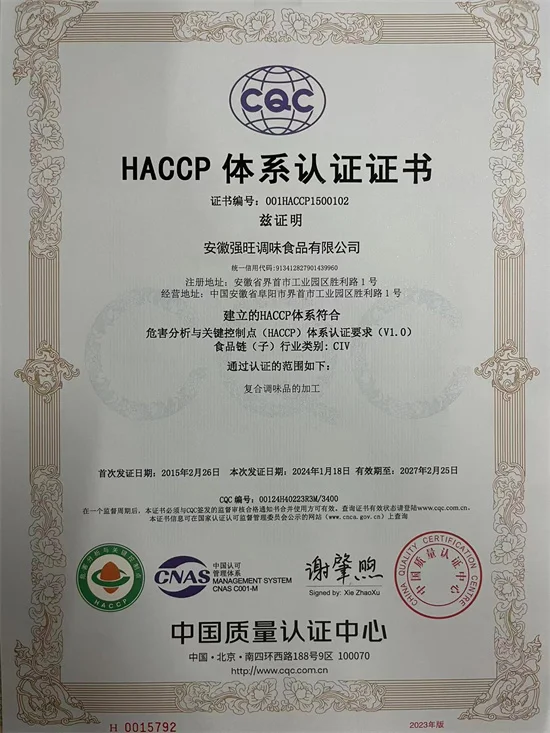 CQC
HACCP 体系认证证书
证书编号：001HACCP1500102
兹证明
安徽强旺调味食品有限公司
统一信用代码:913412827901439960
注册地址：安徽省界首市工业园区胜利路1号
经营地址：中国安徽省阜阳市界首市工业园区胜利路1号
建立的HACCP体系符合
危害分析与关键控制点（HACCP）体系认证要求（V1.0）
食品链（子）行业类别：CIV
通过认证的范围如下：
复合调味品的加工
首次发证日期：2015年2月26日 本次发证日期：2024年1月18日 有效期至：2027年2月25日
CQC 编号：00124H40223R3M/3400
在一个监督周期后，本证书必须与CQC签发的监督审核合格通知书合并使用方可有效。查询证书有效状态请登陆www.cqc.com.cn.
本证书信息可在国家认证认可监督管理委员会公示的网站（www.cnca.gov.cn）上查询
危害分析与关键控制点
HACCP
CNAS
中国认可
管理体系
MANAGEMENT SYSTEM
CNAS C001-M
谢肇煦
Signed by: Xie ZhaoXu
CHINA QUALITY CERTIFICATION CENTRE
中国质量认证中心
中国质量认证中心
中国·北京·南四环西路188号9区 100070
http://www.cqc.com.cn
H 0015792
2023年版